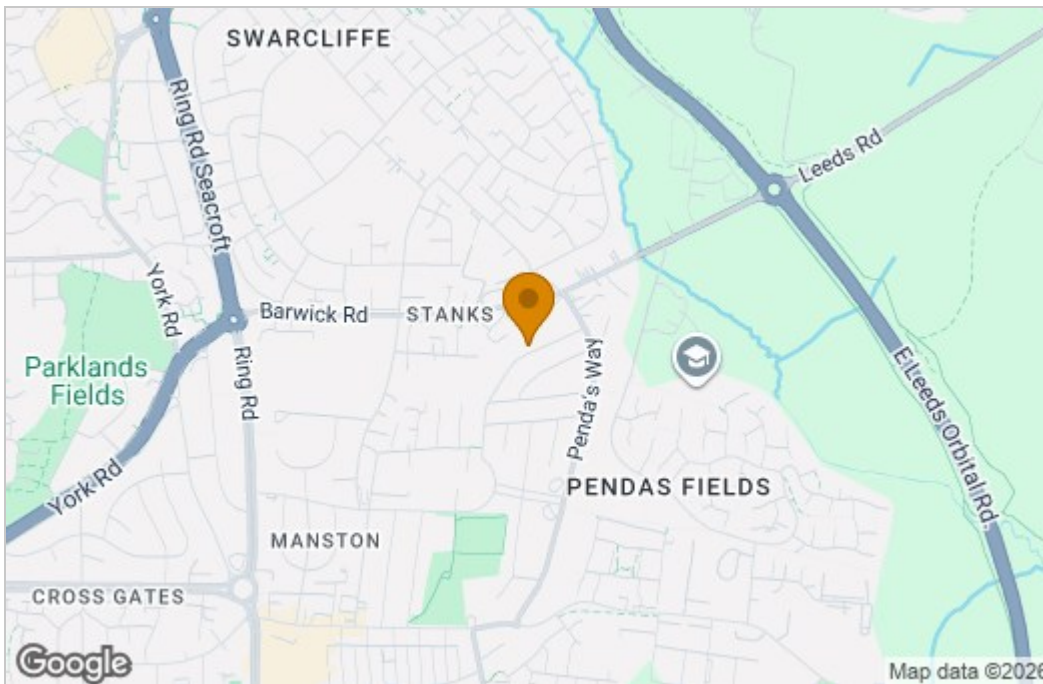 SWARCLIFFE
Ring Rd Seacroft
Leeds Rd
York Rd
Barwick Rd
STANKS
Parklands
Fields
Ring Rd
Penda's Way
E Leeds Orbital Rd
York Rd
PENDAS FIELDS
MANSTON
CROSS GATES
Google
Map data ©2026